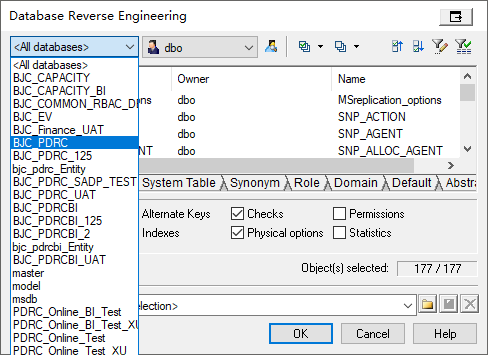 Database Reverse Engineering
<All databases>
dbo
<All databases>
BJC_CAPACITY
BJC_CAPACITY_BI
BJC_COMMON_RBAC_
BJC_EV
BJC_Finance_UAT
BJC_PDRC
BJC_PDRC_125
bjc_pdrc_Entity
BJC_PDRC_SADP_TEST
BJC_PDRC_UAT
BJC_PDRCBI
BJC_PDRCBI_125
BJC_PDRCBI_2
bjc_pdrcbi_Entity
BJC_PDRCBI_UAT
master
model
msdb
PDRC_Online_BI_Test
PDRC_Online_BI_Test_XU
PDRC_Online_Test
PDRC_Online_Test_XU
Owner Name
ons dbo MSreplication_options
dbo SNP_ACTION
dbo SNP_AGENT
ENT dbo SNP_ALLOC_AGENT
System Table Synonym Role Domain Default Abstra
Alternate Keys Checks Permissions
Indexes Physical options Statistics
Object(s) selected: 177 / 177
election>
OK Cancel Help